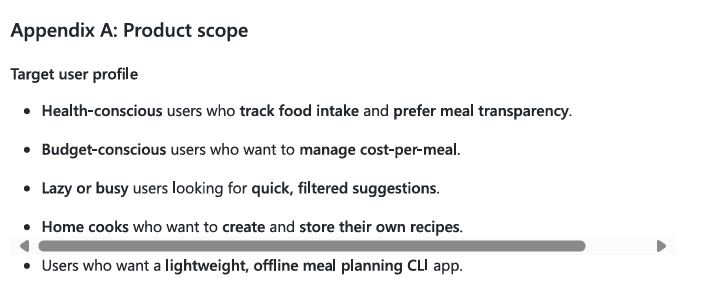 Appendix A: Product scope
Target user profile
Health-conscious users who track food intake and prefer meal transparency.
Budget-conscious users who want to manage cost-per-meal.
Lazy or busy users looking for quick, filtered suggestions.
Home cooks who want to create and store their own recipes.
Users who want a lightweight, offline meal planning CLI app.